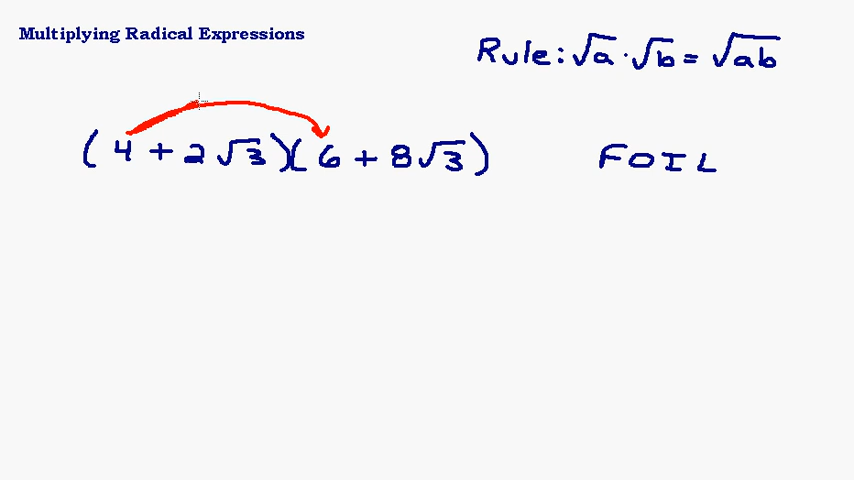 Multiplying Radical Expressions
Rule: √a · √b = √ab
(4 + 2√3)(6 + 8√3)
FOIL